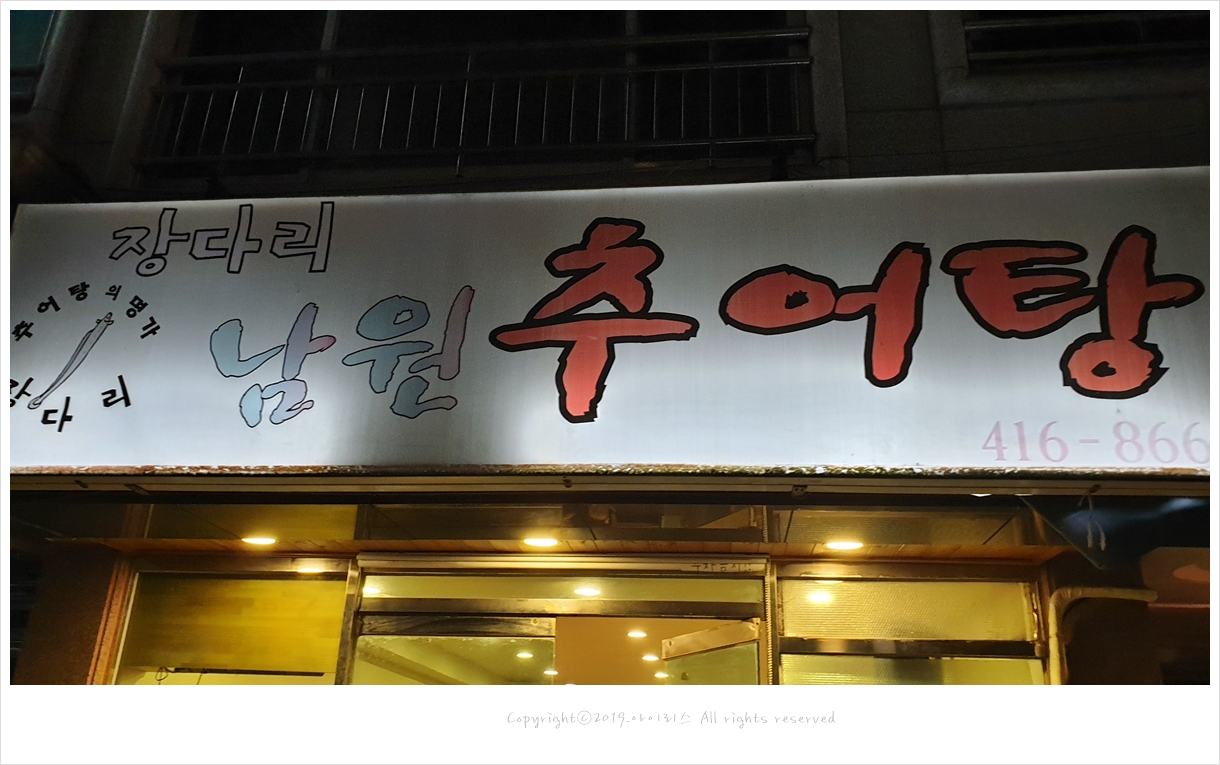 장다리
추어탕의명가
장다리
남원추어탕
416-866
Copyright©2019.아이리스 All rights reserved